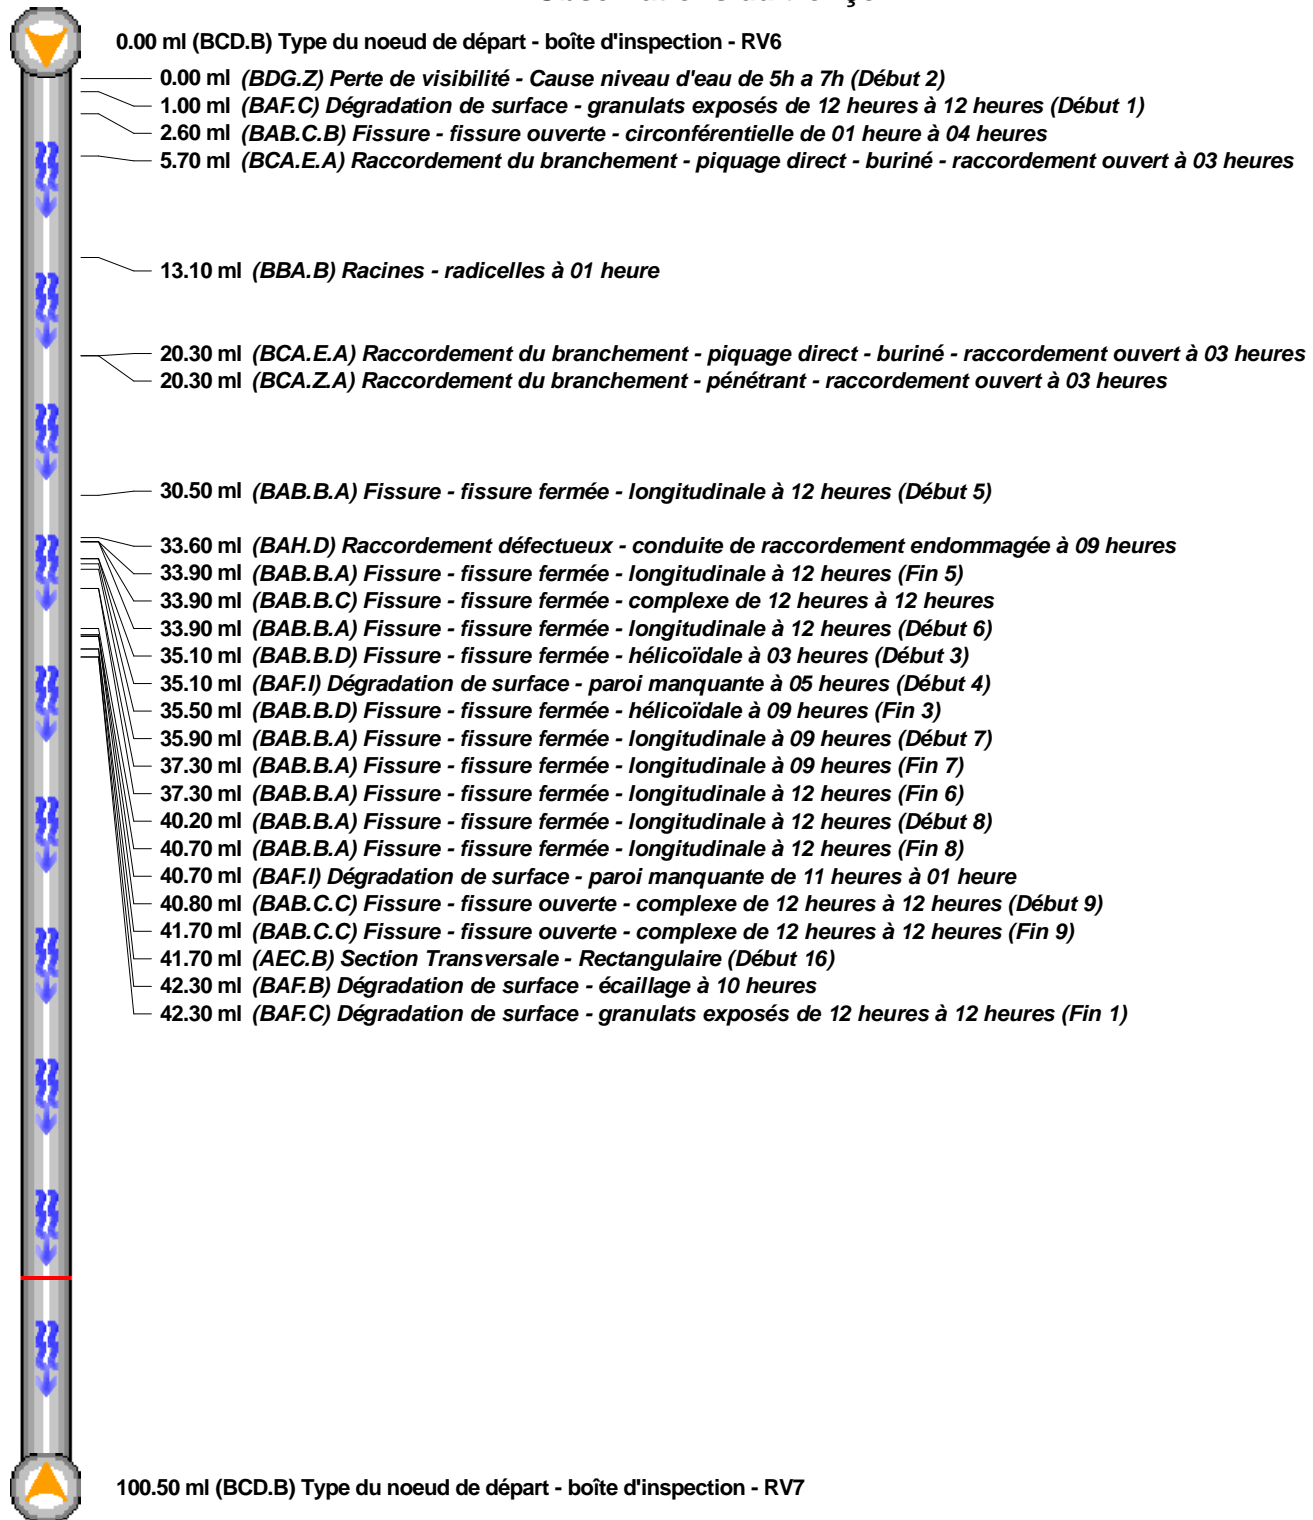 0.00 ml (BCD.B) Type du noeud de départ - boîte d'inspection - RV6
0.00 ml (BDG.Z) Perte de visibilité - Cause niveau d'eau de 5h a 7h (Début 2)
1.00 ml (BAF.C) Dégradation de surface - granulats exposés de 12 heures à 12 heures (Début 1)
2.60 ml (BAB.C.B) Fissure - fissure ouverte - circonférentielle de 01 heure à 04 heures
5.70 ml (BCA.E.A) Raccordement du branchement - piquage direct - buriné - raccordement ouvert à 03 heures
13.10 ml (BBA.B) Racines - radicelles à 01 heure
20.30 ml (BCA.E.A) Raccordement du branchement - piquage direct - buriné - raccordement ouvert à 03 heures
20.30 ml (BCA.Z.A) Raccordement du branchement - pénétrant - raccordement ouvert à 03 heures
30.50 ml (BAB.B.A) Fissure - fissure fermée - longitudinale à 12 heures (Début 5)
33.60 ml (BAH.D) Raccordement défectueux - conduite de raccordement endommagée à 09 heures
33.90 ml (BAB.B.A) Fissure - fissure fermée - longitudinale à 12 heures (Fin 5)
33.90 ml (BAB.B.C) Fissure - fissure fermée - complexe de 12 heures à 12 heures
33.90 ml (BAB.B.A) Fissure - fissure fermée - longitudinale à 12 heures (Début 6)
35.10 ml (BAB.B.D) Fissure - fissure fermée - hélicoïdale à 03 heures (Début 3)
35.10 ml (BAF.I) Dégradation de surface - paroi manquante à 05 heures (Début 4)
35.50 ml (BAB.B.D) Fissure - fissure fermée - hélicoïdale à 09 heures (Fin 3)
35.90 ml (BAB.B.A) Fissure - fissure fermée - longitudinale à 09 heures (Début 7)
37.30 ml (BAB.B.A) Fissure - fissure fermée - longitudinale à 09 heures (Fin 7)
37.30 ml (BAB.B.A) Fissure - fissure fermée - longitudinale à 12 heures (Fin 6)
40.20 ml (BAB.B.A) Fissure - fissure fermée - longitudinale à 12 heures (Début 8)
40.70 ml (BAB.B.A) Fissure - fissure fermée - longitudinale à 12 heures (Fin 8)
40.70 ml (BAF.I) Dégradation de surface - paroi manquante de 11 heures à 01 heure
40.80 ml (BAB.C.C) Fissure - fissure ouverte - complexe de 12 heures à 12 heures (Début 9)
41.70 ml (BAB.C.C) Fissure - fissure ouverte - complexe de 12 heures à 12 heures (Fin 9)
41.70 ml (AEC.B) Section Transversale - Rectangulaire (Début 16)
42.30 ml (BAF.B) Dégradation de surface - écaillage à 10 heures
42.30 ml (BAF.C) Dégradation de surface - granulats exposés de 12 heures à 12 heures (Fin 1)
100.50 ml (BCD.B) Type du noeud de départ - boîte d'inspection - RV7